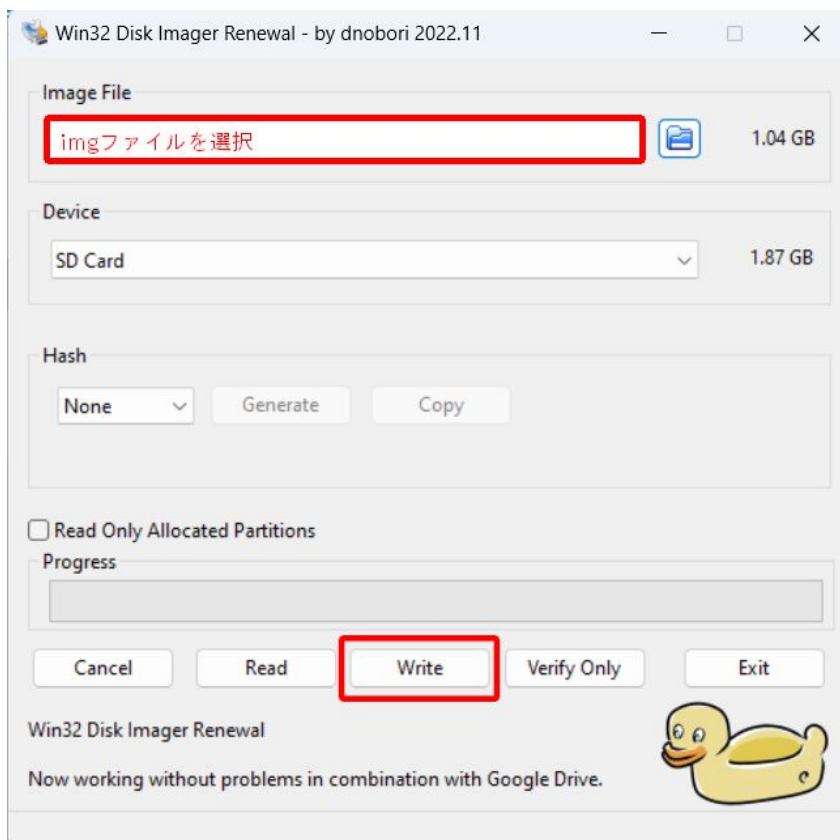 Win32 Disk Imager Renewal - by dnobori 2022.11
Image File
imgファイルを選択
1.04 GB
Device
SD Card
1.87 GB
Hash
None
Generate
Copy
Read Only Allocated Partitions
Progress
Cancel
Read
Write
Verify Only
Exit
Win32 Disk Imager Renewal
Now working without problems in combination with Google Drive.